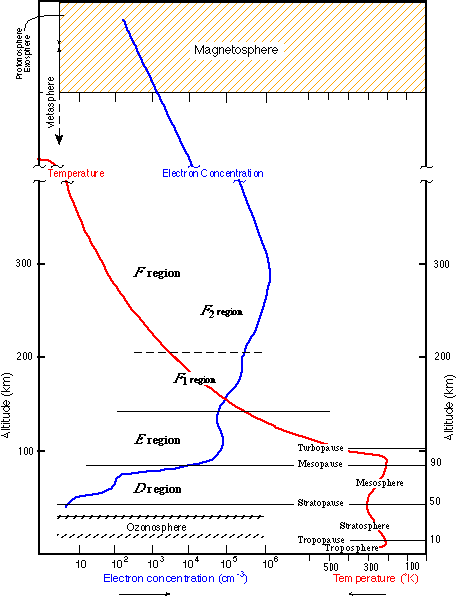 Protonosphere
Exosphere
Metasphere
Magnetosphere
Temperature
Electron Concentration
300
300
F region
F2 region
200
200
F1 region
Altitude (km)
Altitude (km)
E region
Turbopause
100
Mesopause
90
Mesosphere
D region
Stratopause
50
Stratosphere
Ozonosphere
Tropopause
10
Troposphere
10 10² 10³ 10⁴ 10⁵ 10⁶ 500 300 100
Electron concentration (cm⁻³)
Temperature (°K)